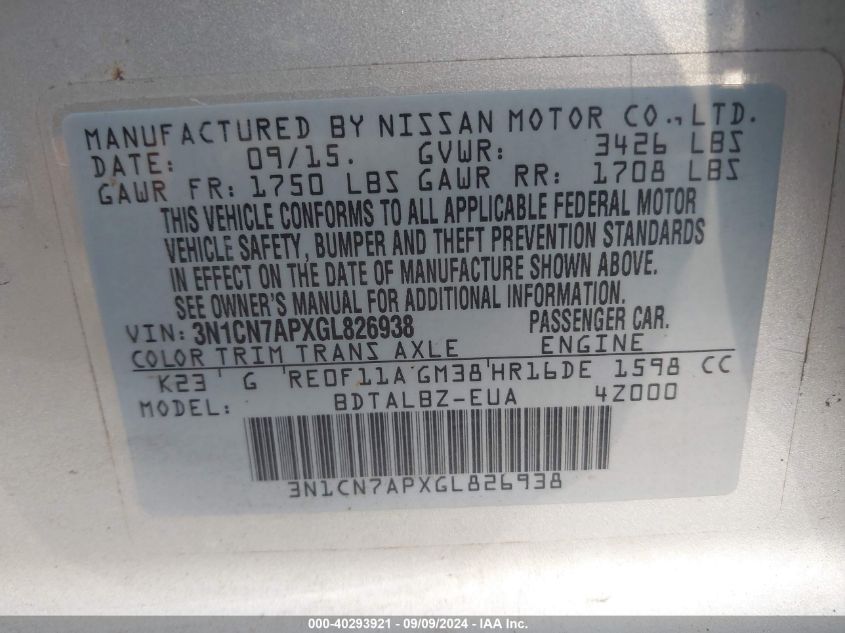 MANUFACTURED BY NISSAN MOTOR CO., LTD.
DATE: 09/15. GVWR: 3426 LBS
GAWR FR: 1750 LBS GAWR RR: 1708 LBS
THIS VEHICLE CONFORMS TO ALL APPLICABLE FEDERAL MOTOR
VEHICLE SAFETY, BUMPER AND THEFT PREVENTION STANDARDS
IN EFFECT ON THE DATE OF MANUFACTURE SHOWN ABOVE.
SEE OWNER'S MANUAL FOR ADDITIONAL INFORMATION.
VIN: 3N1CN7APXGL826938 PASSENGER CAR.
COLOR TRIM TRANS AXLE ENGINE
K23 G RE0F11A GM38 HR16DE 1598 CC
MODEL: BDTALBZ-EUA 4Z000
3N1CN7APXGL826938
000-40293921 - 09/09/2024 - IAA Inc.